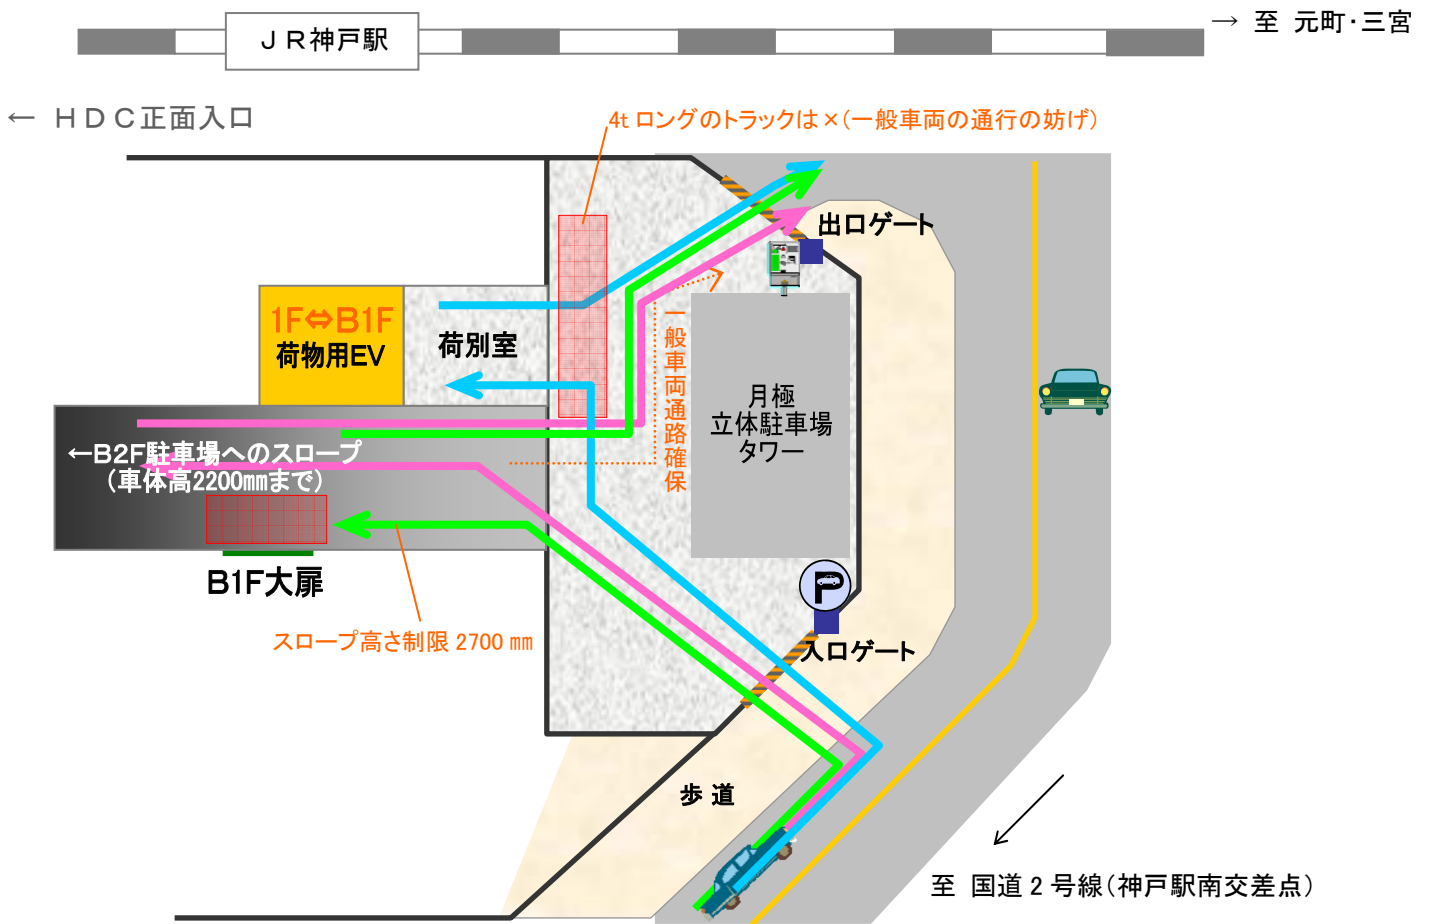 → 至 元町・三宮
ＪＲ神戸駅
← ＨＤＣ正面入口
4t ロングのトラックは×(一般車両の通行の妨げ)
出口ゲート
1F⇔B1F
荷物用EV
荷別室
一般車両通路確保
月極
立体駐車場
タワー
←B2F駐車場へのスロープ
(車体高2200㎜まで)
P
B1F大扉
スロープ高さ制限 2700 ㎜
入口ゲート
歩 道
至 国道２号線(神戸駅南交差点)